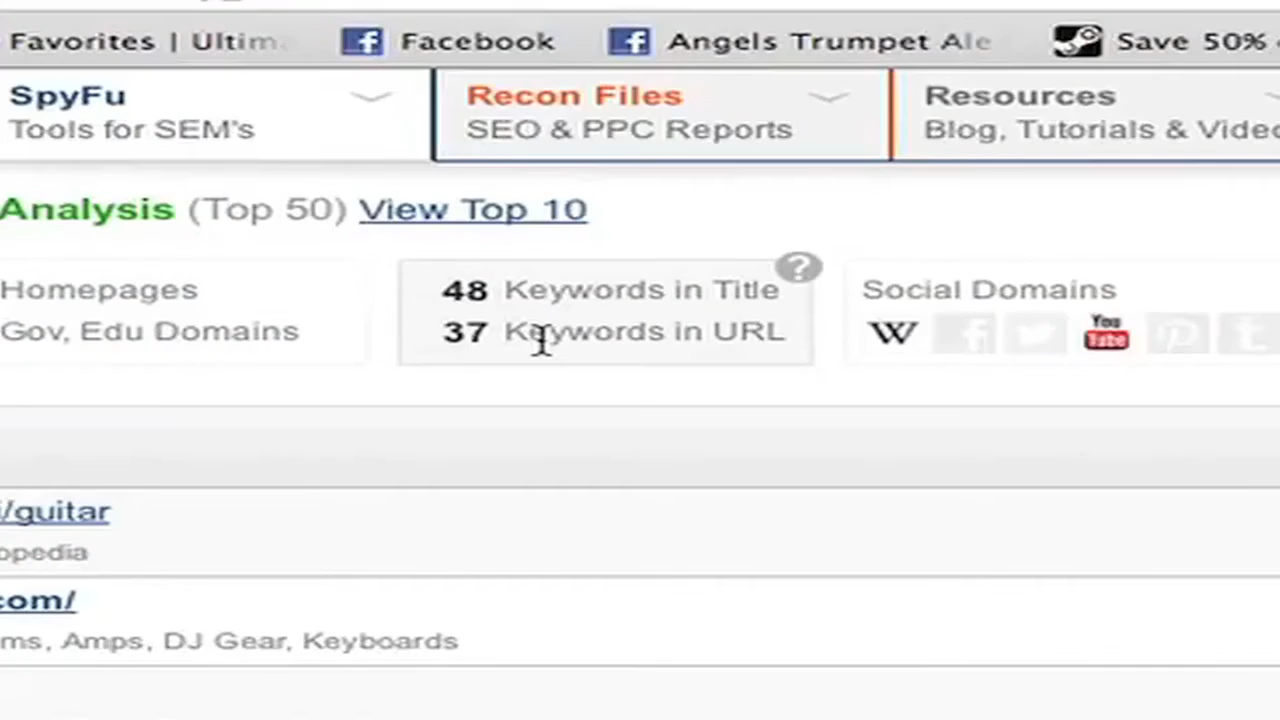 Favorites | Ultim
Facebook
Angels Trumpet Ale
Save 50%
SpyFu
Tools for SEM's
Recon Files
SEO & PPC Reports
Resources
Blog, Tutorials & Video
Analysis (Top 50) View Top 10
Homepages
Gov, Edu Domains
?
48 Keywords in Title
37 Keywords in URL
Social Domains
W f You Tube p t
i/guitar
opedia
com/
ms, Amps, DJ Gear, Keyboards